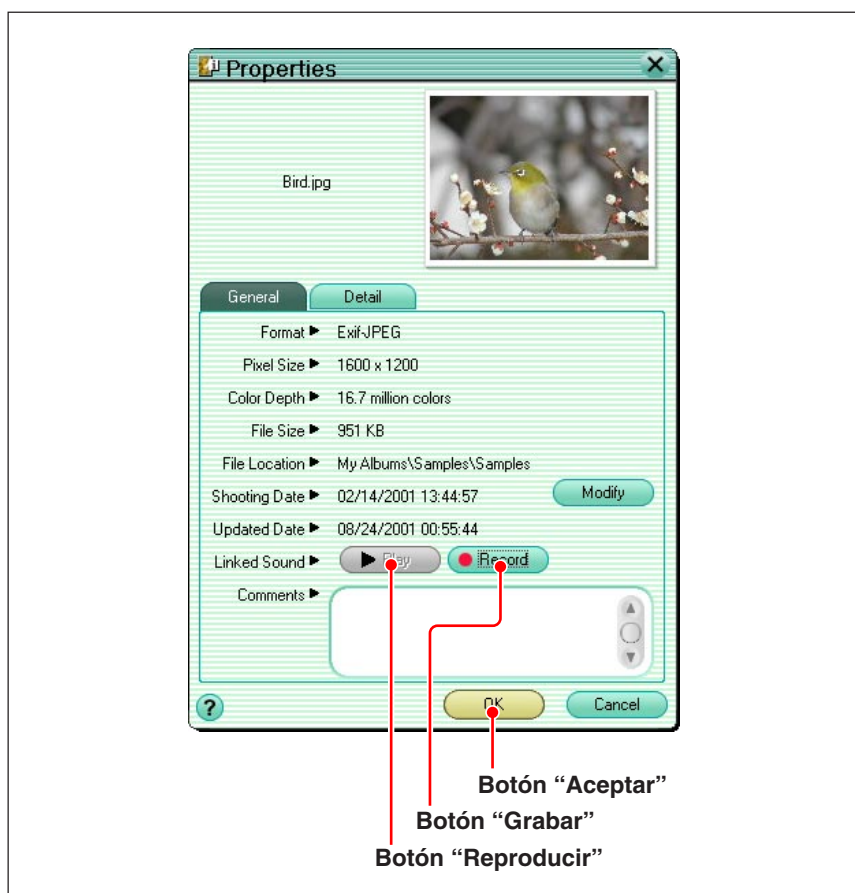 Properties
Bird.jpg
General Detail
Format Exif-JPEG
Pixel Size 1600 x 1200
Color Depth 16.7 million colors
File Size 951 KB
File Location My Albums\Samples\Samples
Shooting Date 02/14/2001 13:44:57 Modify
Updated Date 08/24/2001 00:55:44
Linked Sound Play Record
Comments
? OK Cancel
Botón “Aceptar”
Botón “Grabar”
Botón “Reproducir”